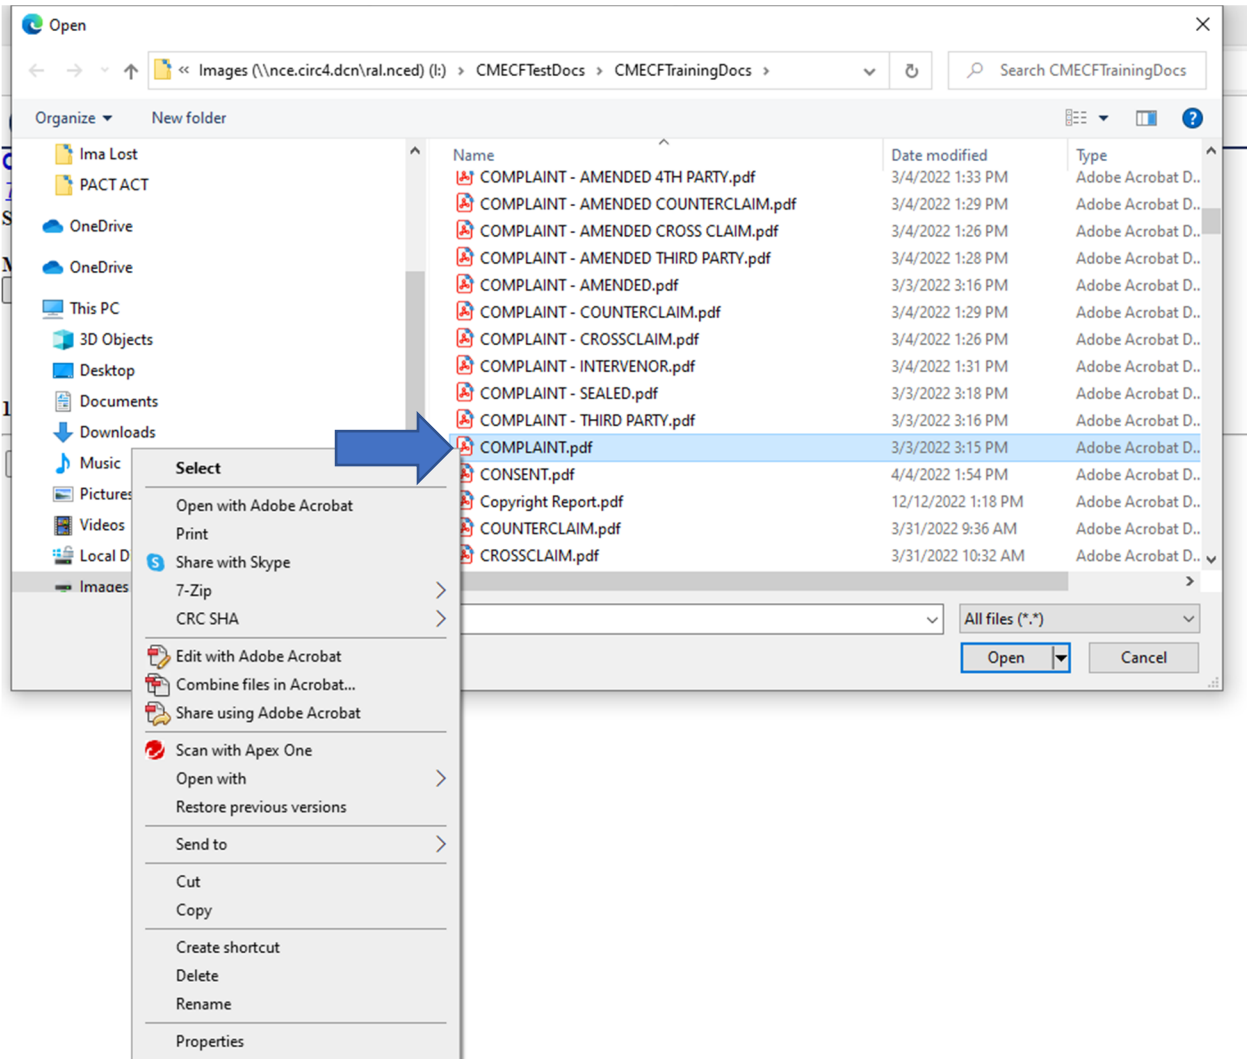 Open
« Images (\\nce.circ4.dcn\ral.nced) (I:) > CMECFTestDocs > CMECFTrainingDocs >
Search CMECFTrainingDocs
Organize
New folder
Ima Lost
PACT ACT
OneDrive
OneDrive
This PC
3D Objects
Desktop
Documents
Downloads
Music
Pictures
Videos
Local D
Images
Name Date modified Type
COMPLAINT - AMENDED 4TH PARTY.pdf 3/4/2022 1:33 PM Adobe Acrobat D..
COMPLAINT - AMENDED COUNTERCLAIM.pdf 3/4/2022 1:29 PM Adobe Acrobat D..
COMPLAINT - AMENDED CROSS CLAIM.pdf 3/4/2022 1:26 PM Adobe Acrobat D..
COMPLAINT - AMENDED THIRD PARTY.pdf 3/4/2022 1:28 PM Adobe Acrobat D..
COMPLAINT - AMENDED.pdf 3/3/2022 3:16 PM Adobe Acrobat D..
COMPLAINT - COUNTERCLAIM.pdf 3/4/2022 1:29 PM Adobe Acrobat D..
COMPLAINT - CROSSCLAIM.pdf 3/4/2022 1:26 PM Adobe Acrobat D..
COMPLAINT - INTERVENOR.pdf 3/4/2022 1:31 PM Adobe Acrobat D..
COMPLAINT - SEALED.pdf 3/3/2022 3:18 PM Adobe Acrobat D..
COMPLAINT - THIRD PARTY.pdf 3/3/2022 3:16 PM Adobe Acrobat D..
COMPLAINT.pdf 3/3/2022 3:15 PM Adobe Acrobat D..
CONSENT.pdf 4/4/2022 1:54 PM Adobe Acrobat D..
Copyright Report.pdf 12/12/2022 1:18 PM Adobe Acrobat D..
COUNTERCLAIM.pdf 3/31/2022 9:36 AM Adobe Acrobat D..
CROSSCLAIM.pdf 3/31/2022 10:32 AM Adobe Acrobat D..
All files (*.*)
Open
Cancel
Select
Open with Adobe Acrobat
Print
Share with Skype
7-Zip
CRC SHA
Edit with Adobe Acrobat
Combine files in Acrobat...
Share using Adobe Acrobat
Scan with Apex One
Open with
Restore previous versions
Send to
Cut
Copy
Create shortcut
Delete
Rename
Properties